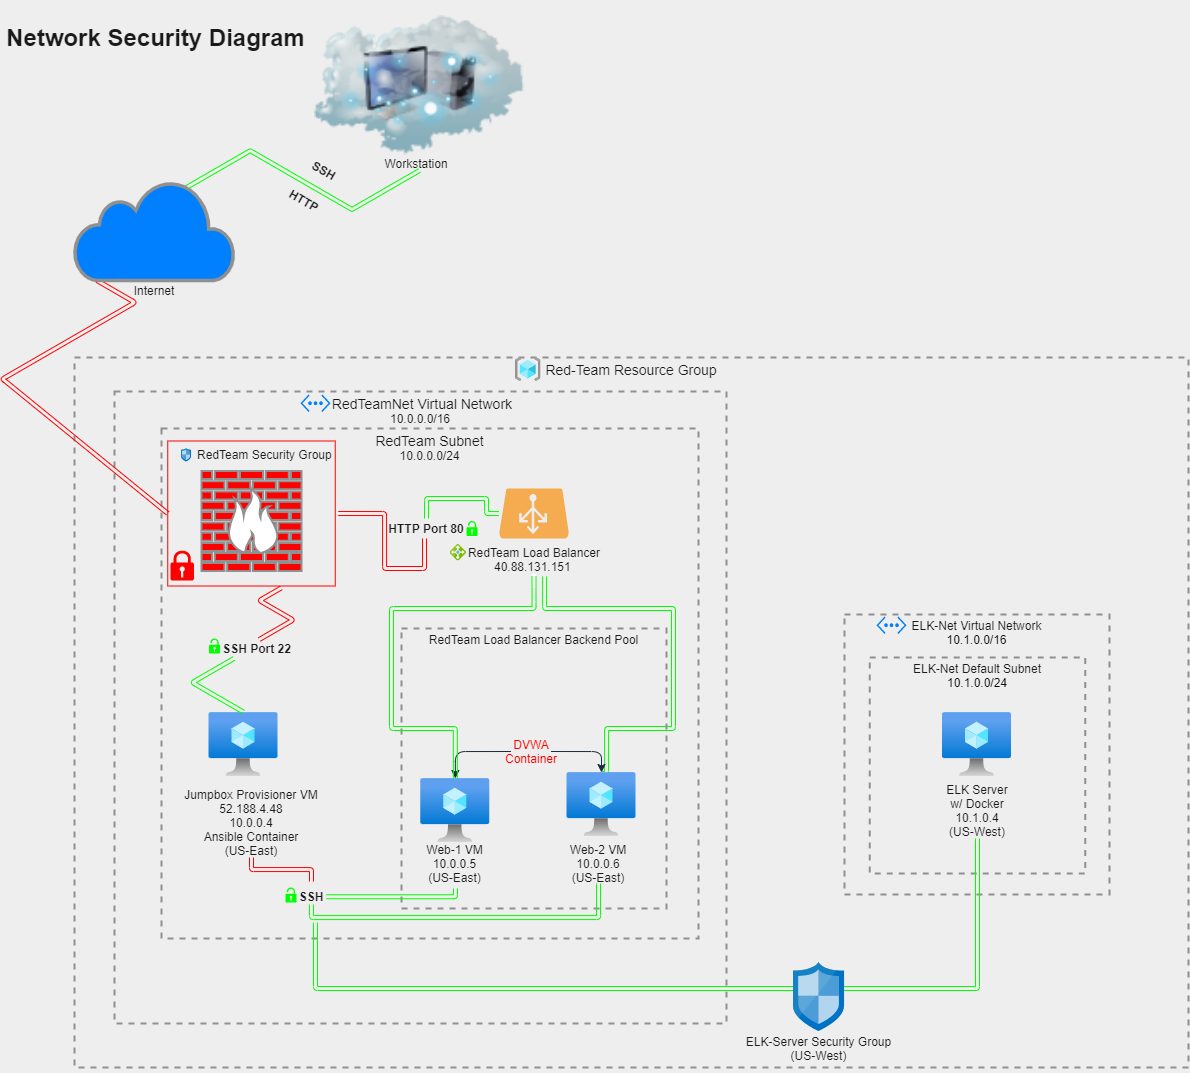 Network Security Diagram
Workstation
SSH
HTTP
Internet
Red-Team Resource Group
RedTeamNet Virtual Network
10.0.0.0/16
RedTeam Subnet
10.0.0.0/24
RedTeam Security Group
HTTP Port 80
RedTeam Load Balancer
40.88.131.151
SSH Port 22
RedTeam Load Balancer Backend Pool
DVWA
Container
Jumpbox Provisioner VM
52.188.4.48
10.0.0.4
Ansible Container
(US-East)
Web-1 VM
10.0.0.5
(US-East)
Web-2 VM
10.0.0.6
(US-East)
SSH
ELK-Net Virtual Network
10.1.0.0/16
ELK-Net Default Subnet
10.1.0.0/24
ELK Server
w/ Docker
10.1.0.4
(US-West)
ELK-Server Security Group
(US-West)